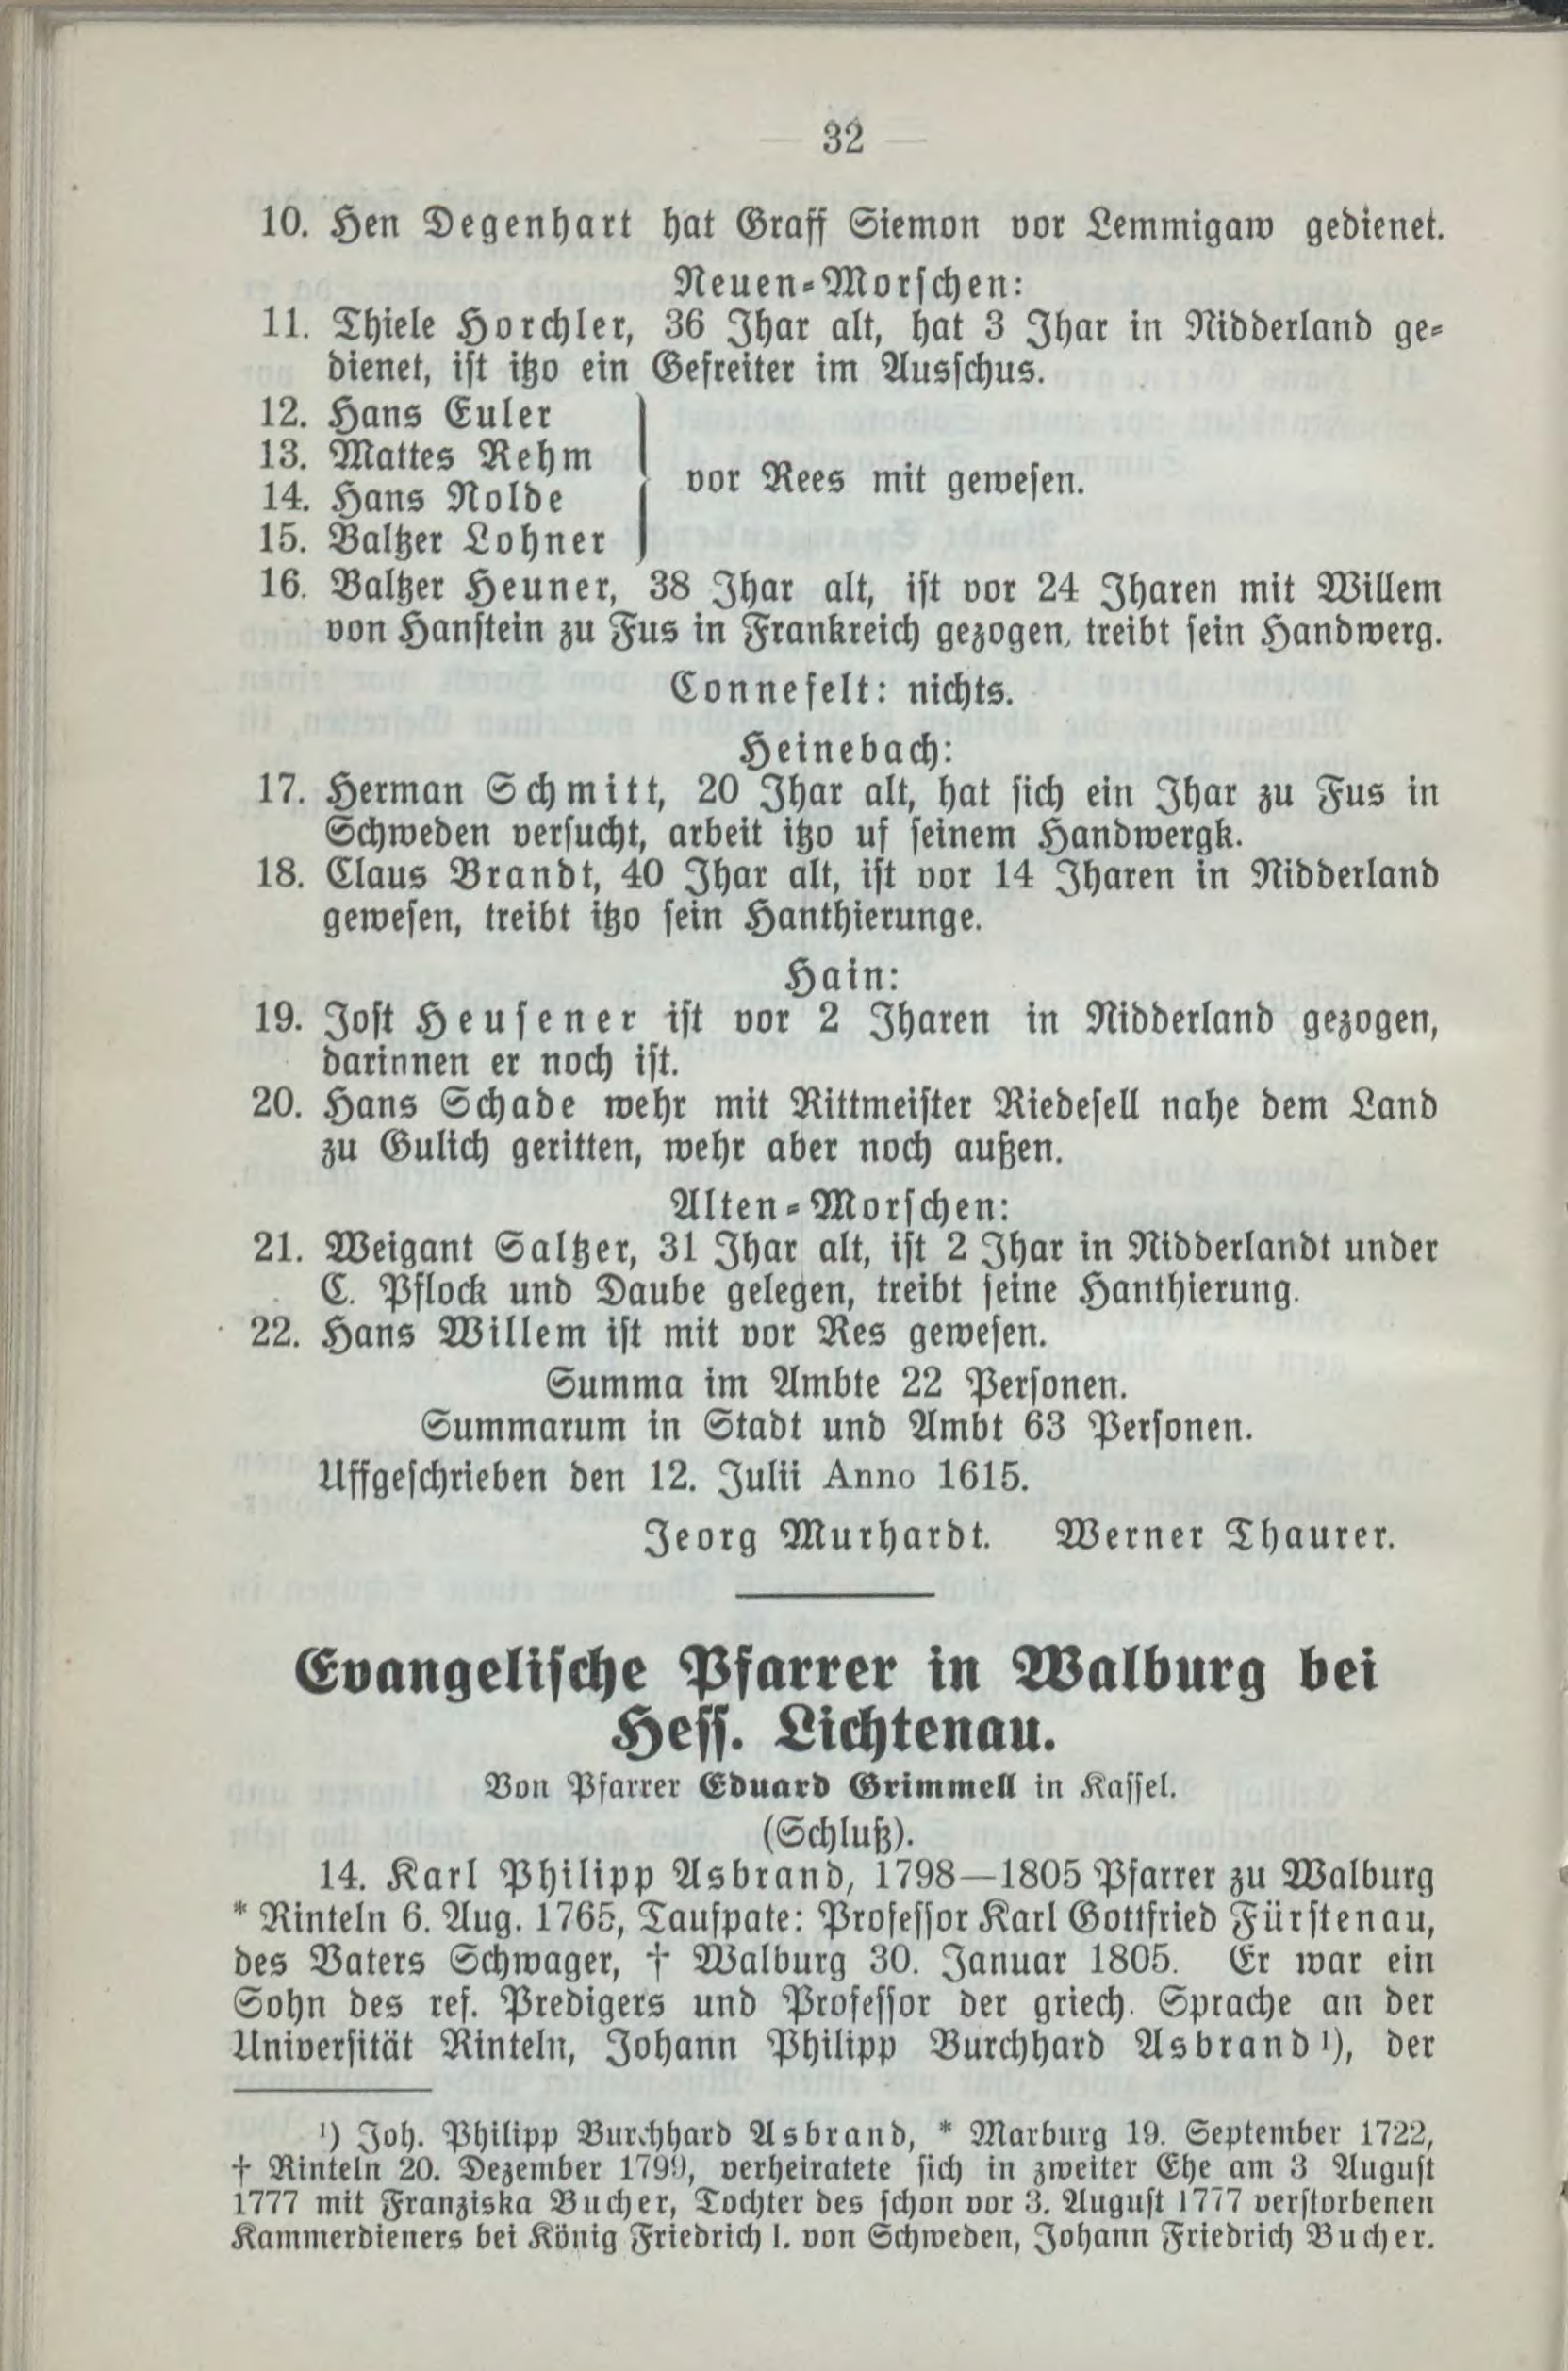 — 32 —
10. Hen Degenhart hat Graff Siemon vor Lemmigaw gedienet.
Neuen-Morschen:
11. Thiele Horchler, 36 Jhar alt, hat 3 Jhar in Nidderland ge-
dienet, ist itzo ein Gefreiter im Ausschus.
12. Hans Euler
13. Mattes Rehm
14. Hans Nolde
15. Baltzer Lohner
vor Rees mit gewesen.
16. Baltzer Heuner, 38 Jhar alt, ist vor 24 Jharen mit Willem
von Hanstein zu Fus in Frankreich gezogen, treibt sein Handwerg.
Connefelt: nichts.
Heinebach:
17. Herman Schmitt, 20 Jhar alt, hat sich ein Jhar zu Fus in
Schweden versucht, arbeit itzo uf seinem Handwergk.
18. Claus Brandt, 40 Jhar alt, ist vor 14 Jharen in Nidderland
gewesen, treibt itzo sein Hanthierunge.
Hain:
19. Jost Heusener ist vor 2 Jharen in Nidderland gezogen,
darinnen er noch ist.
20. Hans Schade wehr mit Rittmeister Riedesell nahe dem Land
zu Gulich geritten, wehr aber noch außen.
Alten-Morschen:
21. Weigant Saltzer, 31 Jhar alt, ist 2 Jhar in Nidderlandt under
C. Pflock und Daube gelegen, treibt seine Hanthierung.
22. Hans Willem ist mit vor Res gewesen.
Summa im Ambte 22 Personen.
Summarum in Stadt und Ambt 63 Personen.
Uffgeschrieben den 12. Julii Anno 1615.
Jeorg Murhardt. Werner Thaurer.
Evangelische Pfarrer in Walburg bei
Hess. Lichtenau.
Von Pfarrer Eduard Grimmell in Kassel.
(Schluß).
14. Karl Philipp Asbrand, 1798—1805 Pfarrer zu Walburg
* Rinteln 6. Aug. 1765, Taufpate: Professor Karl Gottfried Fürstenau,
des Vaters Schwager, † Walburg 30. Januar 1805. Er war ein
Sohn des ref. Predigers und Professor der griech. Sprache an der
Universität Rinteln, Johann Philipp Burchhard Asbrand ¹), der
¹) Joh. Philipp Burchhard Asbrand, * Marburg 19. September 1722,
† Rinteln 20. Dezember 1799, verheiratete sich in zweiter Ehe am 3 August
1777 mit Franziska Bucher, Tochter des schon vor 3. August 1777 verstorbenen
Kammerdieners bei König Friedrich I. von Schweden, Johann Friedrich Bucher.